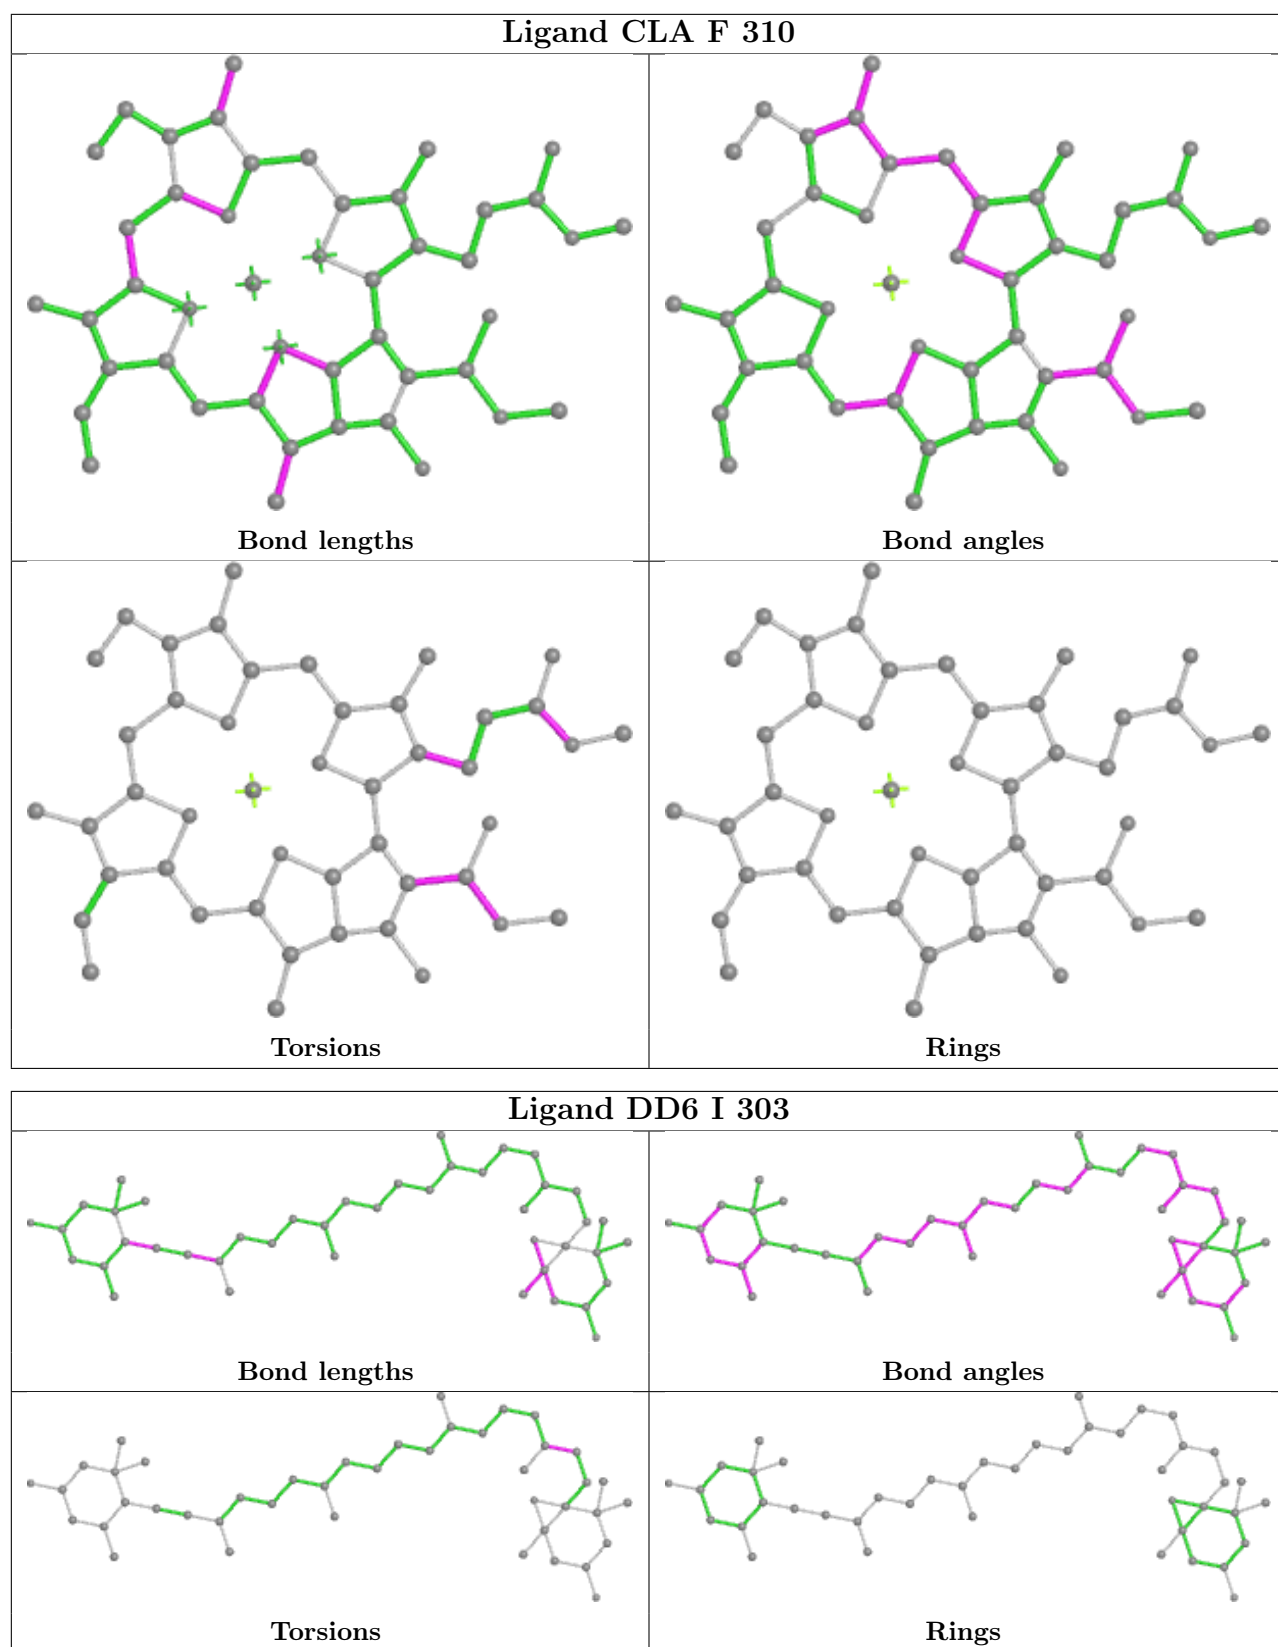 Ligand CLA F 310
Bond lengths
Bond angles
Torsions
Rings
Ligand DD6 I 303
Bond lengths
Bond angles
Torsions
Rings